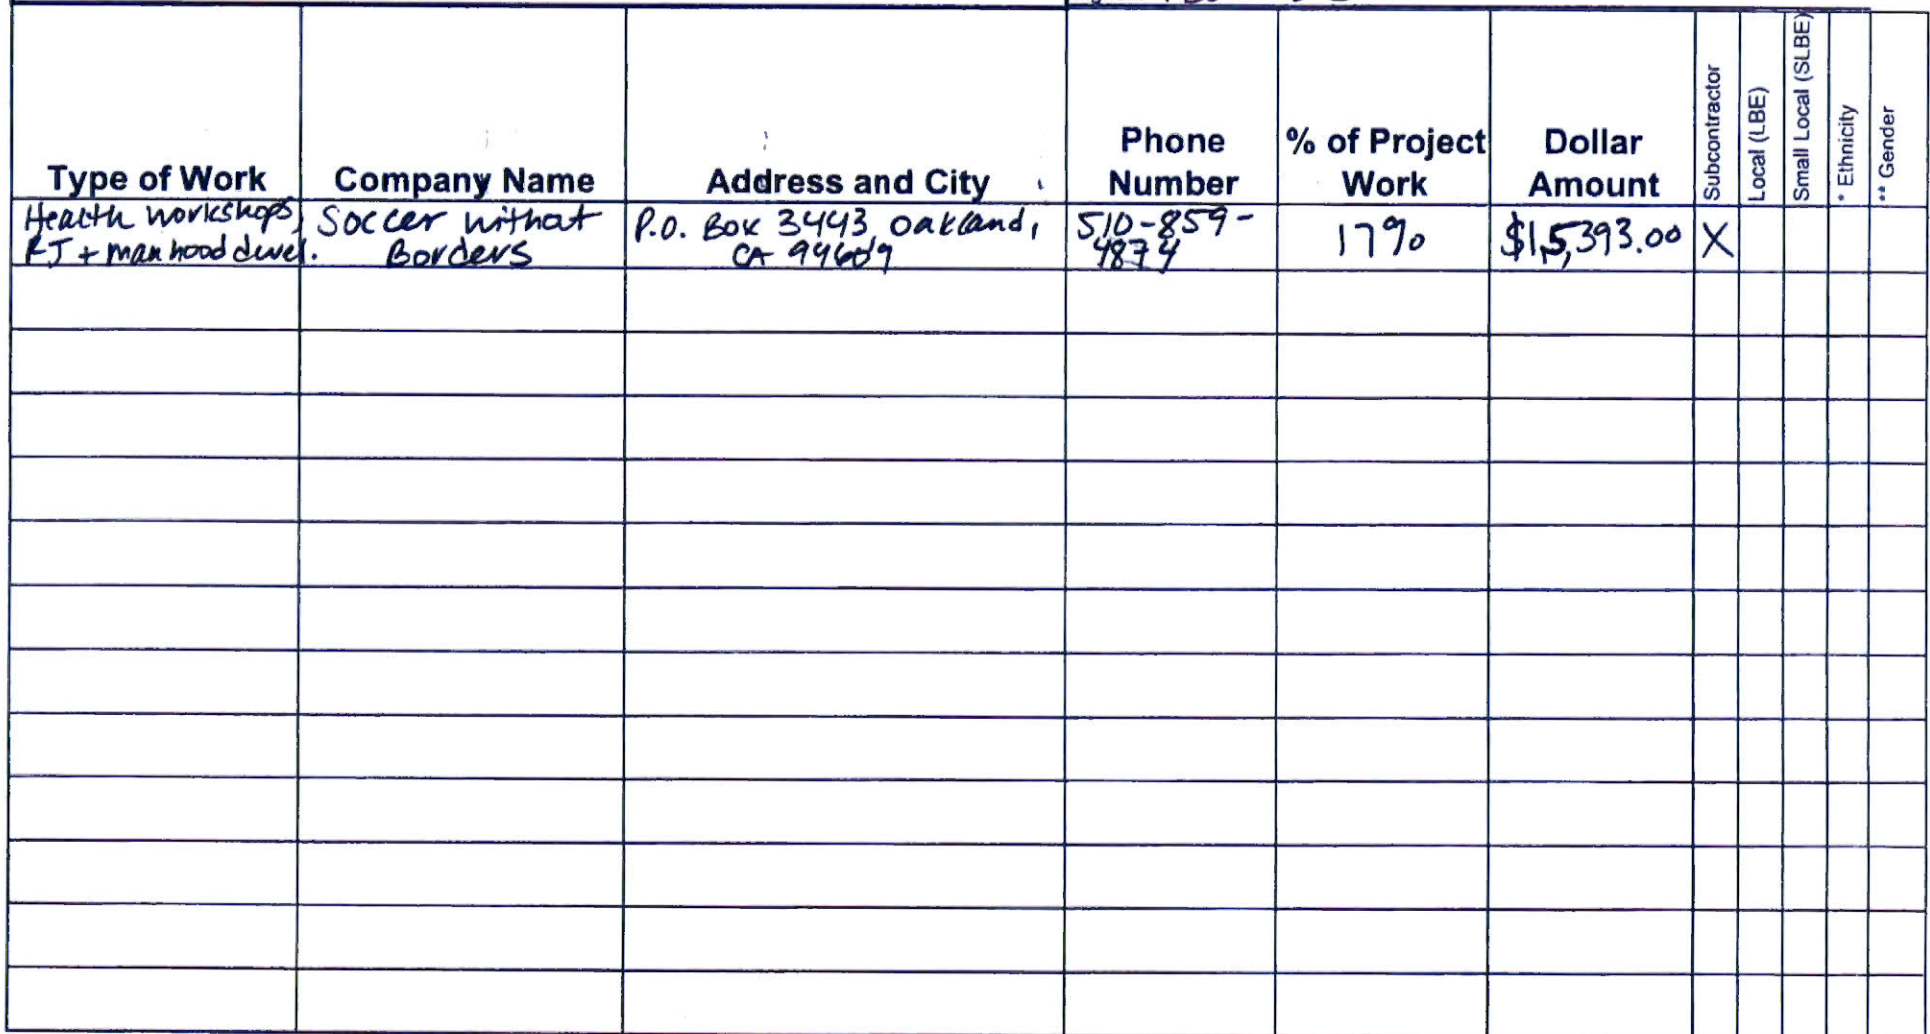 Subcontractor
Local (LBE)
Small Local (SLBE)
* Ethnicity
** Gender
Phone % of Project Dollar
Type of Work Company Name Address and City Number Work Amount
Health workshops, Soccer without P.O. Box 3443, Oakland, 510-859- 17% $15,393.00 X
RJ + manhood devel. Borders CA 94609 4874